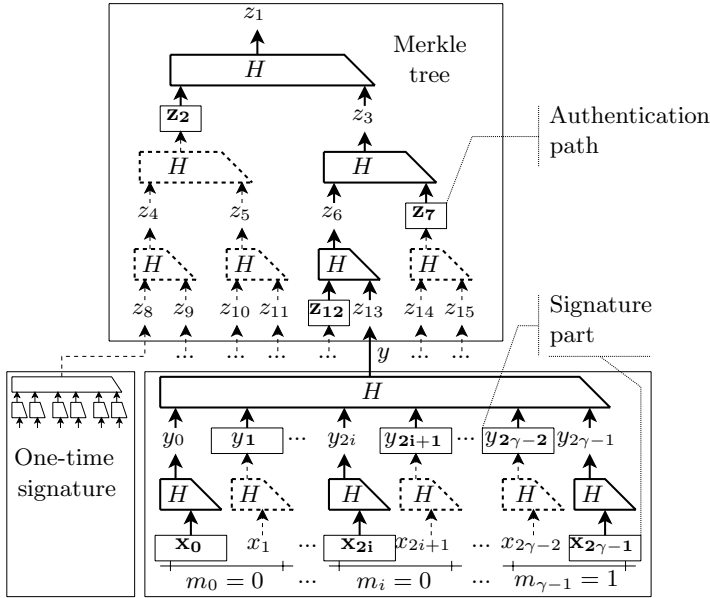 z₁
Merkle
tree
H
z₂ z₃
Authentication
path
H H
z₄ z₅ z₆ z₇
H H H H
z₈ z₉ z₁₀ z₁₁ z₁₂ z₁₃ z₁₄ z₁₅
Signature
part
... ... ... y ... ...
H
y₀ y₁ ... y₂ᵢ y₂ᵢ₊₁ ... y₂ᵧ₋₂ y₂ᵧ₋₁
One-time
signature
H H H H H H
x₀ x₁ ... x₂ᵢ x₂ᵢ₊₁ ... x₂ᵧ₋₂ x₂ᵧ₋₁
m₀ = 0 ... mᵢ = 0 ... mᵧ₋₁ = 1